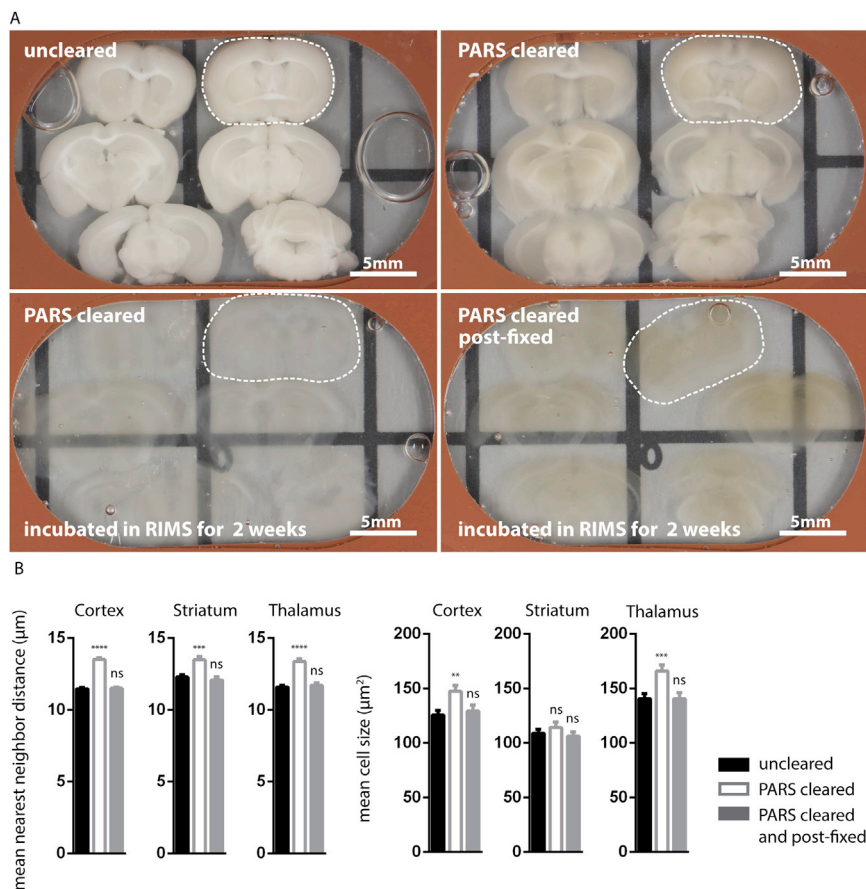 A
uncleared
5mm
PARS cleared
5mm
PARS cleared
incubated in RIMS for 2 weeks
5mm
PARS cleared
post-fixed
incubated in RIMS for 2 weeks
5mm
B
mean nearest neighbor distance (µm)
Cortex
15
10
5
0
****
ns
Striatum
15
10
5
0
***
ns
Thalamus
15
10
5
0
****
ns
mean cell size (µm²)
Cortex
200
150
100
50
0
**
ns
Striatum
200
150
100
50
0
ns
ns
Thalamus
200
150
100
50
0
***
ns
uncleared
PARS cleared
PARS cleared
and post-fixed